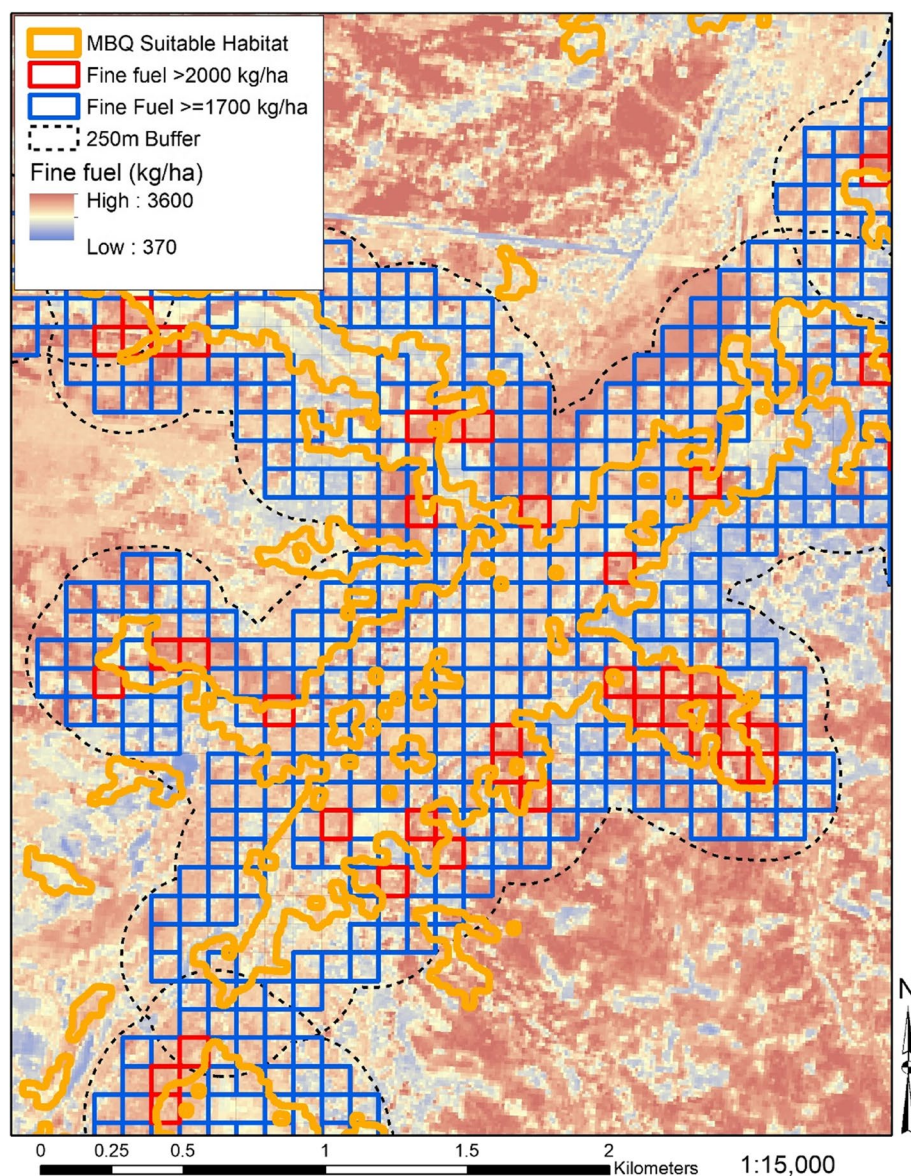 MBQ Suitable Habitat
Fine fuel >2000 kg/ha
Fine Fuel >=1700 kg/ha
250m Buffer
Fine fuel (kg/ha)
High : 3600
Low : 370
N
0 0.25 0.5 1 1.5 2
Kilometers
1:15,000